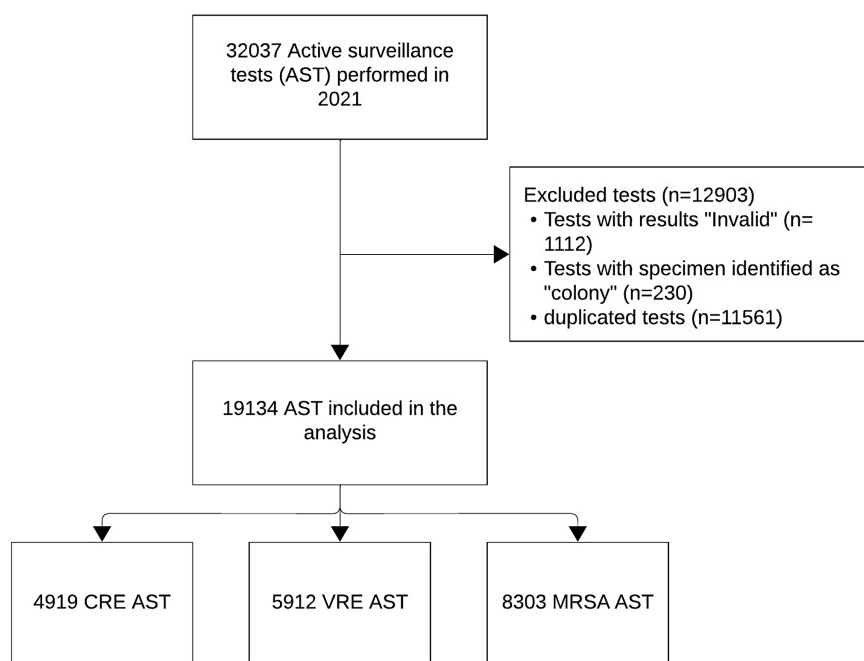 32037 Active surveillance
tests (AST) performed in
2021
Excluded tests (n=12903)
• Tests with results "Invalid" (n=
1112)
• Tests with specimen identified as
"colony" (n=230)
• duplicated tests (n=11561)
19134 AST included in the
analysis
4919 CRE AST
5912 VRE AST
8303 MRSA AST